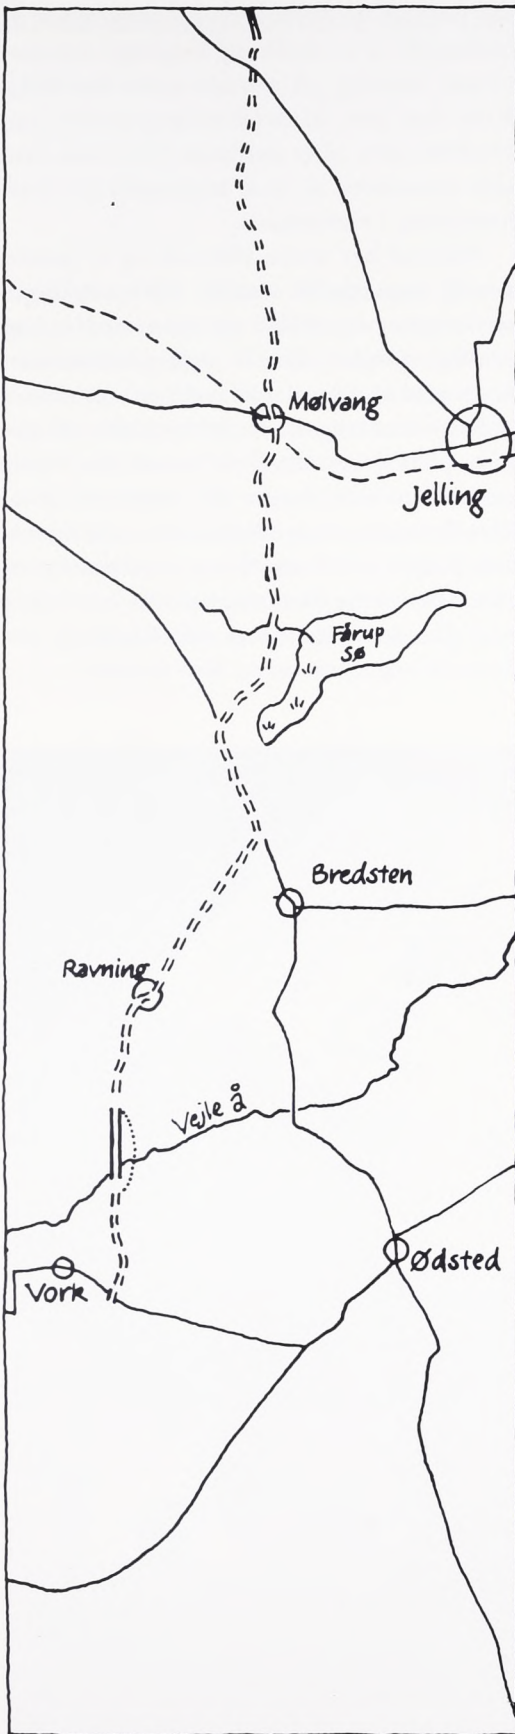 Mølvang
Jelling
Fårup
Sø
Bredsten
Ravning
Vejle å
Ødsted
Vork